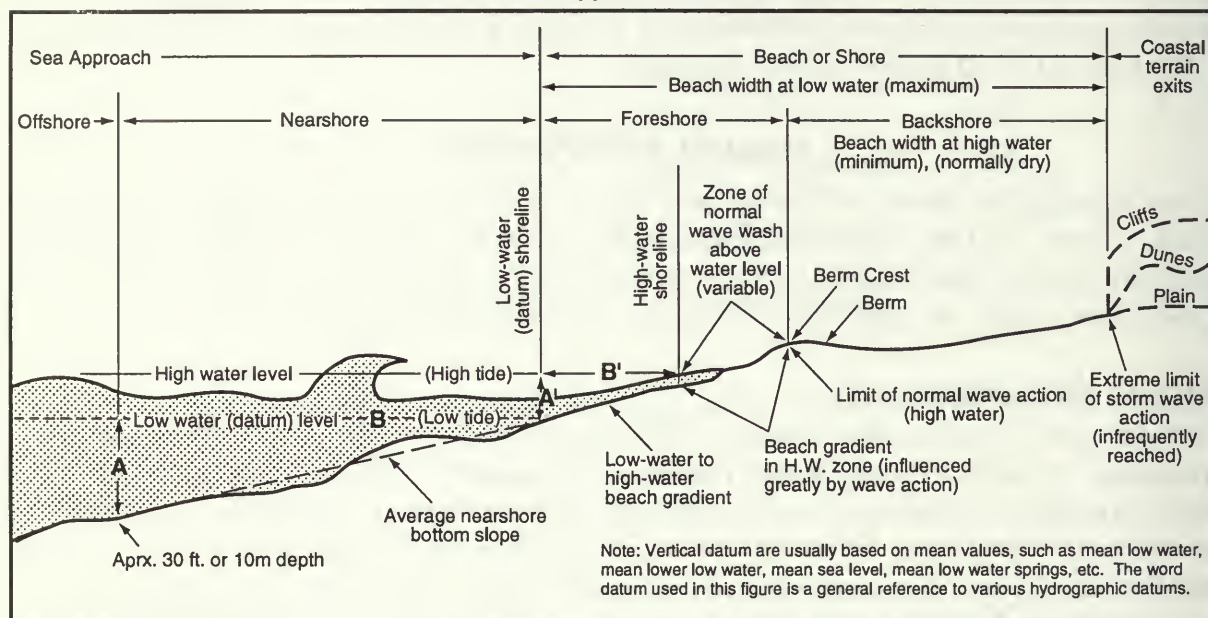 Sea Approach
Beach or Shore
Coastal
terrain
exits
Beach width at low water (maximum)
Offshore
Nearshore
Foreshore
Backshore
Beach width at high water
(minimum), (normally dry)
Low-water
(datum) shoreline
High-water
shoreline
Zone of
normal
wave wash
above
water level
(variable)
Cliffs
Dunes
Plain
Berm Crest
Berm
High water level
(High tide)
B'
A'
Low water (datum) level
B
(Low tide)
A
Limit of normal wave action
(high water)
Extreme limit
of storm wave
action
(infrequently
reached)
Low-water to
high-water
beach gradient
Beach gradient
in H.W. zone (influenced
greatly by wave action)
Average nearshore
bottom slope
Aprx. 30 ft. or 10m depth
Note: Vertical datum are usually based on mean values, such as mean low water,
mean lower low water, mean sea level, mean low water springs, etc. The word
datum used in this figure is a general reference to various hydrographic datums.